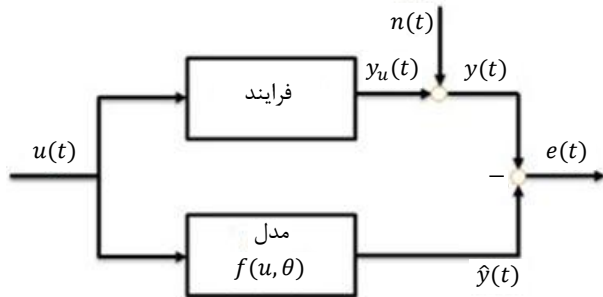 n(t)
y_u(t)
y(t)
فرایند
u(t)
e(t)
−
مدل
f(u, θ)
ŷ(t)